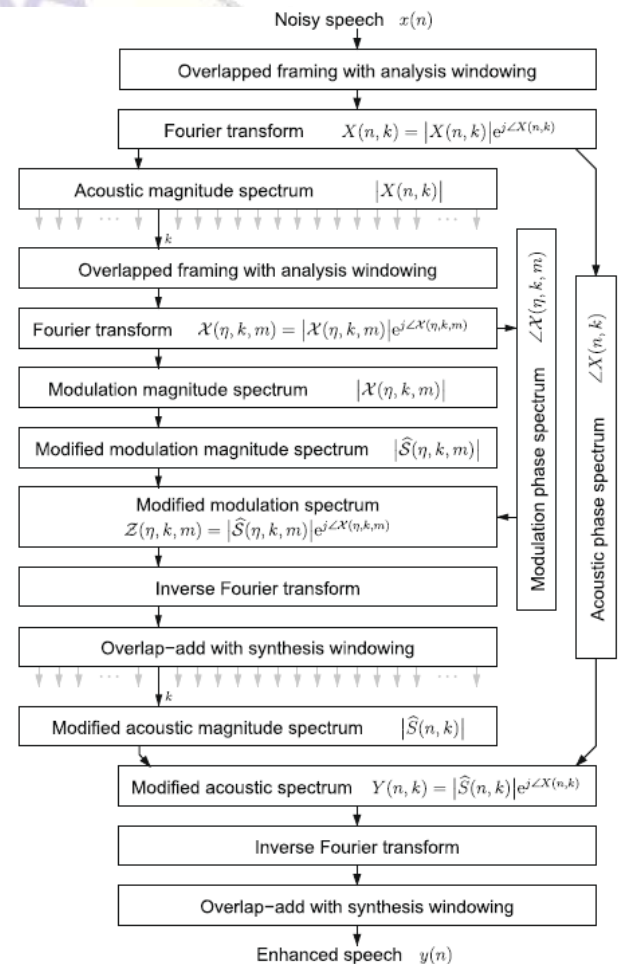 Noisy speech x(n)
Overlapped framing with analysis windowing
Fourier transform X(n, k) = |X(n, k)|e^{j∠X(n,k)}
Acoustic magnitude spectrum |X(n, k)|
... ...
k
Overlapped framing with analysis windowing
Fourier transform 𝒳(η, k, m) = |𝒳(η, k, m)|e^{j∠𝒳(η,k,m)}
Modulation magnitude spectrum |𝒳(η, k, m)|
Modified modulation magnitude spectrum |Ŝ(η, k, m)|
Modified modulation spectrum
𝒵(η, k, m) = |Ŝ(η, k, m)|e^{j∠𝒳(η,k,m)}
Inverse Fourier transform
Overlap−add with synthesis windowing
... ...
k
Modified acoustic magnitude spectrum |Ŝ(n, k)|
Modulation phase spectrum ∠𝒳(η, k, m)
Acoustic phase spectrum ∠X(n, k)
Modified acoustic spectrum Y(n, k) = |Ŝ(n, k)|e^{j∠X(n,k)}
Inverse Fourier transform
Overlap−add with synthesis windowing
Enhanced speech y(n)